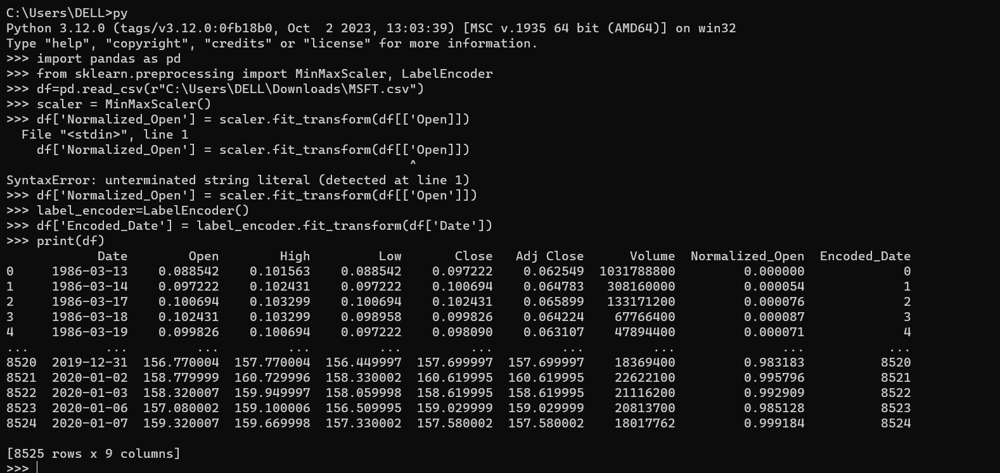 C:\Users\DELL>py
Python 3.12.0 (tags/v3.12.0:0fb18b0, Oct  2 2023, 13:03:39) [MSC v.1935 64 bit (AMD64)] on win32
Type "help", "copyright", "credits" or "license" for more information.
>>> import pandas as pd
>>> from sklearn.preprocessing import MinMaxScaler, LabelEncoder
>>> df=pd.read_csv(r"C:\Users\DELL\Downloads\MSFT.csv")
>>> scaler = MinMaxScaler()
>>> df['Normalized_Open'] = scaler.fit_transform(df[['Open]])
  File "<stdin>", line 1
    df['Normalized_Open'] = scaler.fit_transform(df[['Open]])
                                                     ^
SyntaxError: unterminated string literal (detected at line 1)
>>> df['Normalized_Open'] = scaler.fit_transform(df[['Open']])
>>> label_encoder=LabelEncoder()
>>> df['Encoded_Date'] = label_encoder.fit_transform(df['Date'])
>>> print(df)
            Date        Open        High         Low       Close   Adj Close      Volume  Normalized_Open  Encoded_Date
0     1986-03-13    0.088542    0.101563    0.088542    0.097222    0.062549  1031788800         0.000000             0
1     1986-03-14    0.097222    0.102431    0.097222    0.100694    0.064783   308160000         0.000054             1
2     1986-03-17    0.100694    0.103299    0.100694    0.102431    0.065899   133171200         0.000076             2
3     1986-03-18    0.102431    0.103299    0.098958    0.099826    0.064224    67766400         0.000087             3
4     1986-03-19    0.099826    0.100694    0.097222    0.098090    0.063107    47894400         0.000071             4
...          ...         ...         ...         ...         ...         ...         ...              ...           ...
8520  2019-12-31  156.770004  157.770004  156.449997  157.699997  157.699997    18369400         0.983183          8520
8521  2020-01-02  158.779999  160.729996  158.330002  160.619995  160.619995    22622100         0.995796          8521
8522  2020-01-03  158.320007  159.949997  158.059998  158.619995  158.619995    21116200         0.992909          8522
8523  2020-01-06  157.080002  159.100006  156.509995  159.029999  159.029999    20813700         0.985128          8523
8524  2020-01-07  159.320007  159.669998  157.330002  157.580002  157.580002    18017762         0.999184          8524

[8525 rows x 9 columns]
>>>